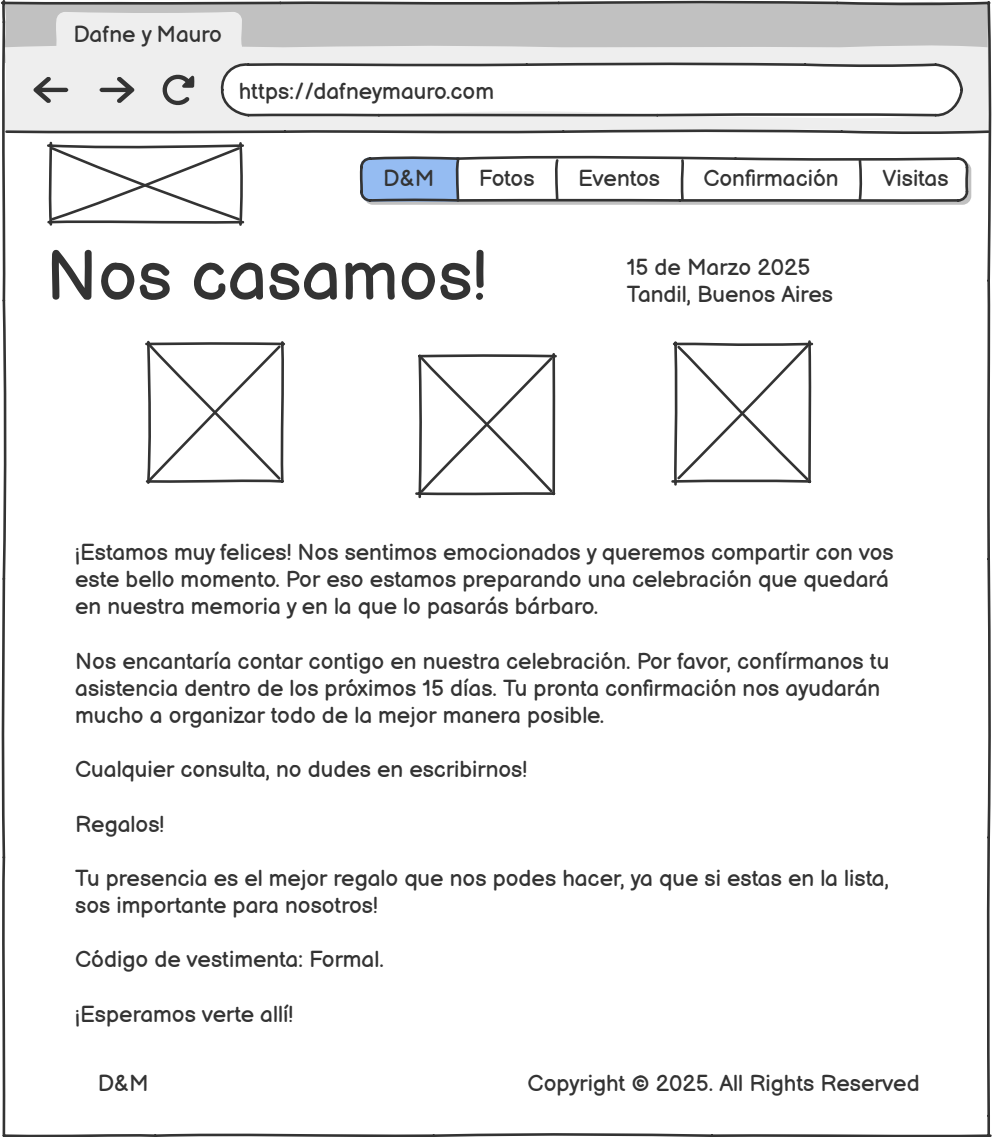 Dafne y Mauro
https://dafneymauro.com
D&M Fotos Eventos Confirmación Visitas
Nos casamos!
15 de Marzo 2025
Tandil, Buenos Aires
¡Estamos muy felices! Nos sentimos emocionados y queremos compartir con vos
este bello momento. Por eso estamos preparando una celebración que quedará
en nuestra memoria y en la que lo pasarás bárbaro.
Nos encantaría contar contigo en nuestra celebración. Por favor, confírmanos tu
asistencia dentro de los próximos 15 días. Tu pronta confirmación nos ayudarán
mucho a organizar todo de la mejor manera posible.
Cualquier consulta, no dudes en escribirnos!
Regalos!
Tu presencia es el mejor regalo que nos podes hacer, ya que si estas en la lista,
sos importante para nosotros!
Código de vestimenta: Formal.
¡Esperamos verte allí!
D&M Copyright © 2025. All Rights Reserved